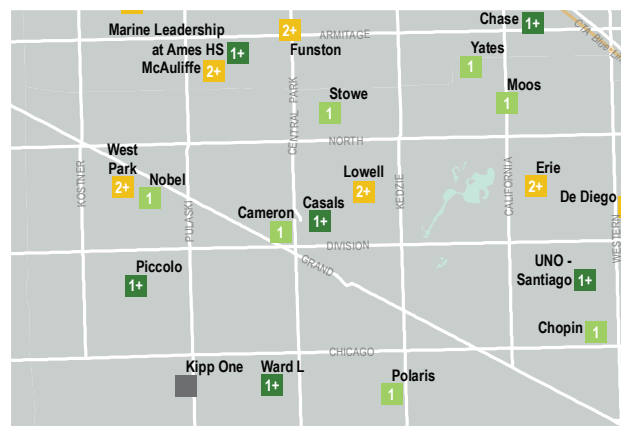 Marine Leadership
at Ames HS
1+
McAuliffe
2+
2+
Funston
ARMITAGE
Chase
1+
CTA Blue Lin
Yates
1
Moos
1
Stowe
1
CENTRAL PARK
NORTH
KOSTNER
West
Park
2+
Nobel
1
PULASKI
Cameron
1
Casals
1+
Lowell
2+
KEDZIE
CALIFORNIA
Erie
2+
De Diego
WESTERN
DIVISION
GRAND
Piccolo
1+
UNO -
Santiago
1+
Chopin
1
CHICAGO
Kipp One
Ward L
1+
Polaris
1